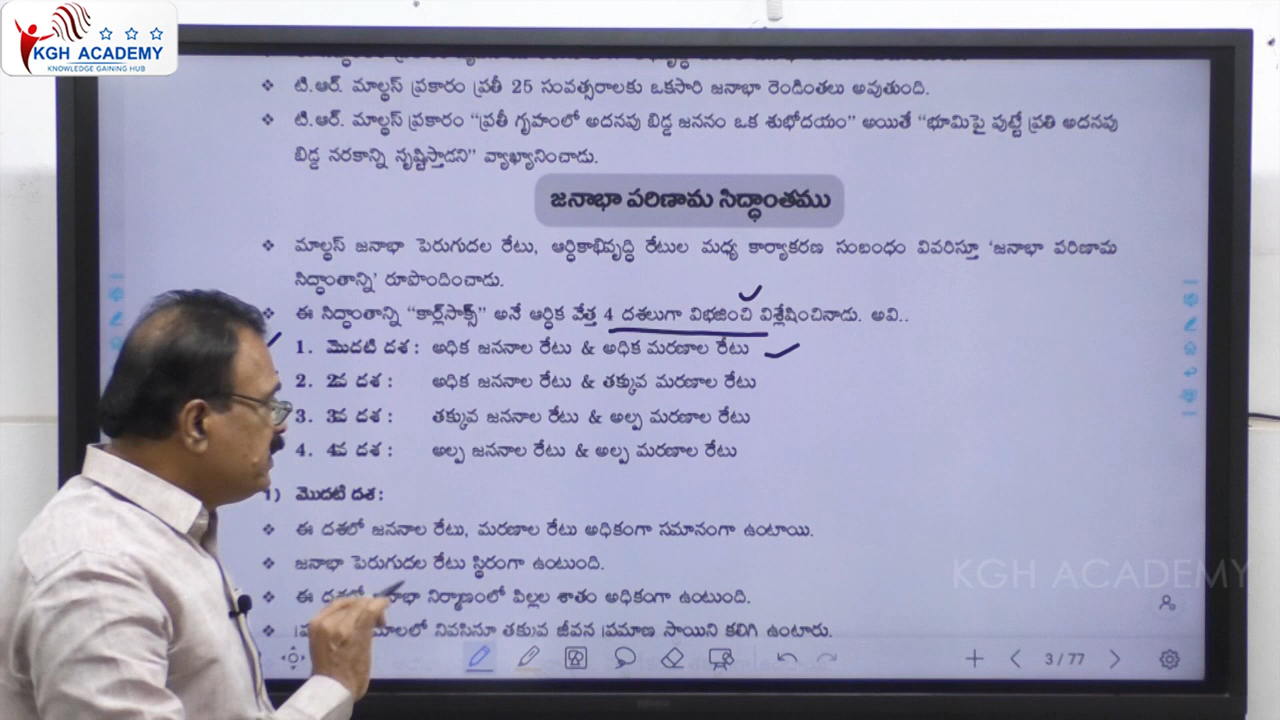 KGH ACADEMY
KNOWLEDGE GAINING HUB
❖ టి.ఆర్. మాల్థస్ ప్రకారం ప్రతీ 25 సంవత్సరాలకు ఒకసారి జనాభా రెండింతలు అవుతుంది.
❖ టి.ఆర్. మాల్థస్ ప్రకారం “ప్రతీ గృహంలో అదనపు బిడ్డ జననం ఒక శుభోదయం” అయితే “భూమిపై పుట్టే ప్రతి అదనపు
బిడ్డ నరకాన్ని సృష్టిస్తాడని” వ్యాఖ్యానించాడు.
జనాభా పరిణామ సిద్ధాంతము
❖ మాల్థస్ జనాభా పెరుగుదల రేటు, ఆర్థికాభివృద్ధి రేటుల మధ్య కార్యాకరణ సంబంధం వివరిస్తూ ‘జనాభా పరిణామ
సిద్ధాంతాన్ని’ రూపొందించాడు.
❖ ఈ సిద్ధాంతాన్ని “కార్ల్‌సాక్స్” అనే ఆర్థిక వేత్త 4 దశలుగా విభజించి విశ్లేషించినాడు. అవి..
1. మొదటి దశ : అధిక జననాల రేటు & అధిక మరణాల రేటు
2. 2వ దశ : అధిక జననాల రేటు & తక్కువ మరణాల రేటు
3. 3వ దశ : తక్కువ జననాల రేటు & అల్ప మరణాల రేటు
4. 4వ దశ : అల్ప జననాల రేటు & అల్ప మరణాల రేటు
1) మొదటి దశ:
❖ ఈ దశలో జననాల రేటు, మరణాల రేటు అధికంగా సమానంగా ఉంటాయి.
❖ జనాభా పెరుగుదల రేటు స్థిరంగా ఉంటుంది.
❖ ఈ నిర్మాణంలో పిల్లల శాతం అధికంగా ఉంటుంది.
❖ నివసిస్తూ తక్కువ జీవన ప్రమాణ సాయిని కలిగి ఉంటారు.
KGH ACADEMY
3/77